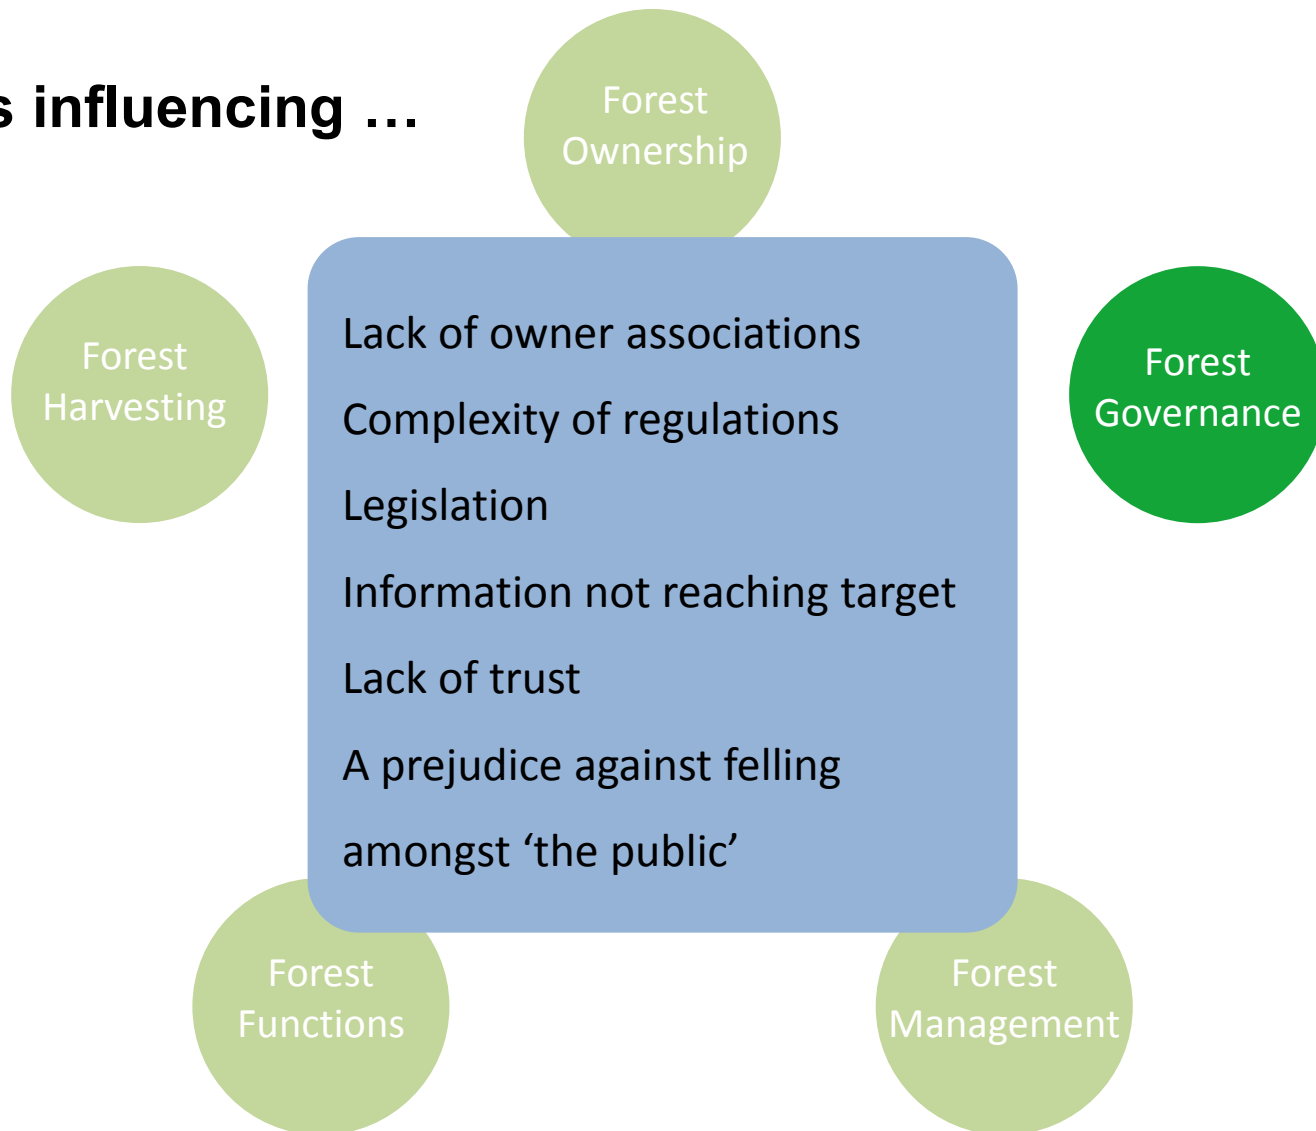 s influencing …
Forest
Ownership
Forest
Harvesting
Forest
Governance
Lack of owner associations
Complexity of regulations
Legislation
Information not reaching target
Lack of trust
A prejudice against felling
amongst ‘the public’
Forest
Functions
Forest
Management